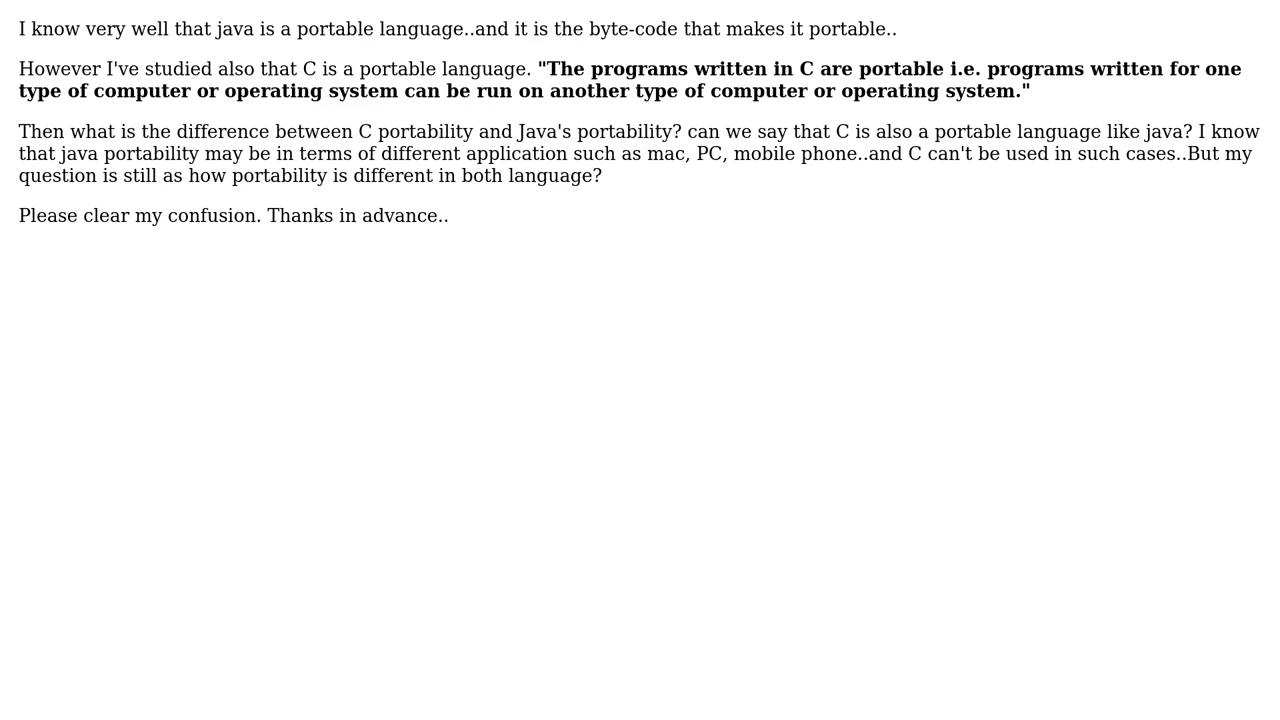 I know very well that java is a portable language..and it is the byte-code that makes it portable..
However I've studied also that C is a portable language. "The programs written in C are portable i.e. programs written for one
type of computer or operating system can be run on another type of computer or operating system."
Then what is the difference between C portability and Java's portability? can we say that C is also a portable language like java? I know
that java portability may be in terms of different application such as mac, PC, mobile phone..and C can't be used in such cases..But my
question is still as how portability is different in both language?
Please clear my confusion. Thanks in advance..